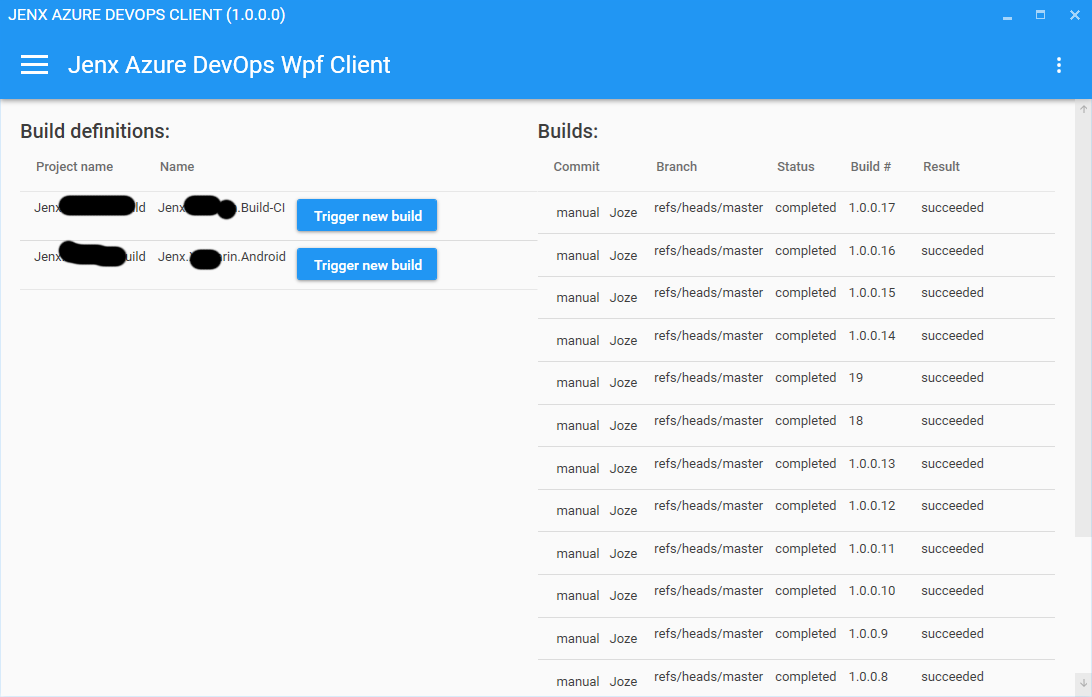 JENX AZURE DEVOPS CLIENT (1.0.0.0)
Jenx Azure DevOps Wpf Client
Build definitions:
Project name Name
Jenx ld Jenx .Build-CI Trigger new build
Jenx. uild Jenx. rin.Android Trigger new build
Builds:
Commit Branch Status Build # Result
manual Joze refs/heads/master completed 1.0.0.17 succeeded
manual Joze refs/heads/master completed 1.0.0.16 succeeded
manual Joze refs/heads/master completed 1.0.0.15 succeeded
manual Joze refs/heads/master completed 1.0.0.14 succeeded
manual Joze refs/heads/master completed 19 succeeded
manual Joze refs/heads/master completed 18 succeeded
manual Joze refs/heads/master completed 1.0.0.13 succeeded
manual Joze refs/heads/master completed 1.0.0.12 succeeded
manual Joze refs/heads/master completed 1.0.0.11 succeeded
manual Joze refs/heads/master completed 1.0.0.10 succeeded
manual Joze refs/heads/master completed 1.0.0.9 succeeded
manual Joze refs/heads/master completed 1.0.0.8 succeeded